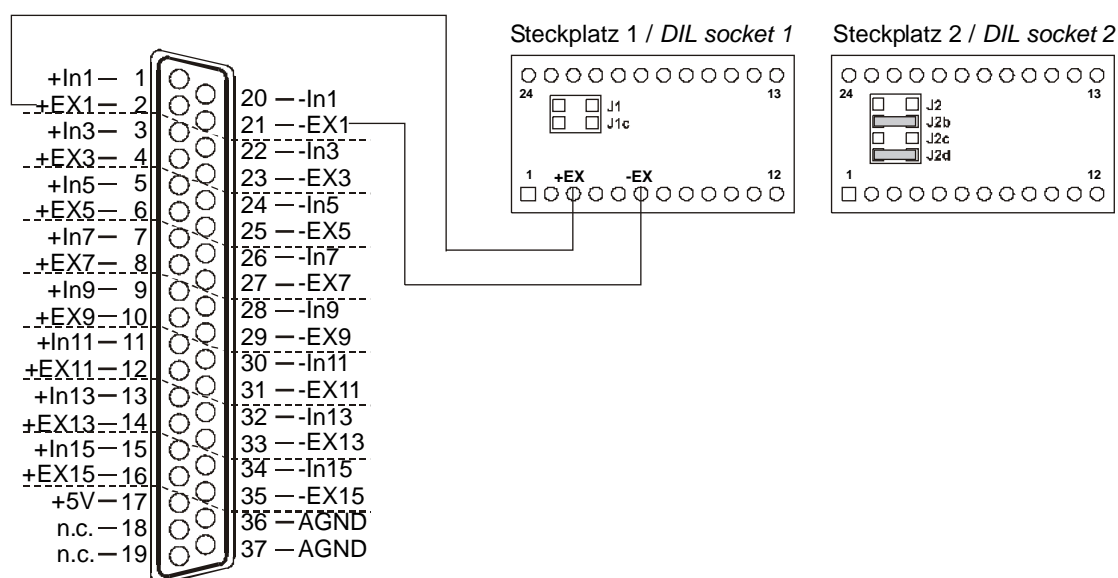 Steckplatz 1 / DIL socket 1
Steckplatz 2 / DIL socket 2
+In1 1
+EX1 2
+In3 3
+EX3 4
+In5 5
+EX5 6
+In7 7
+EX7 8
+In9 9
+EX9 10
+In11 11
+EX11 12
+In13 13
+EX13 14
+In15 15
+EX15 16
+5V 17
n.c. 18
n.c. 19
20 -In1
21 -EX1
22 -In3
23 -EX3
24 -In5
25 -EX5
26 -In7
27 -EX7
28 -In9
29 -EX9
30 -In11
31 -EX11
32 -In13
33 -EX13
34 -In15
35 -EX15
36 AGND
37 AGND
24 13
J1
J1c
1 +EX -EX 12
24 13
J2
J2b
J2c
J2d
1 12